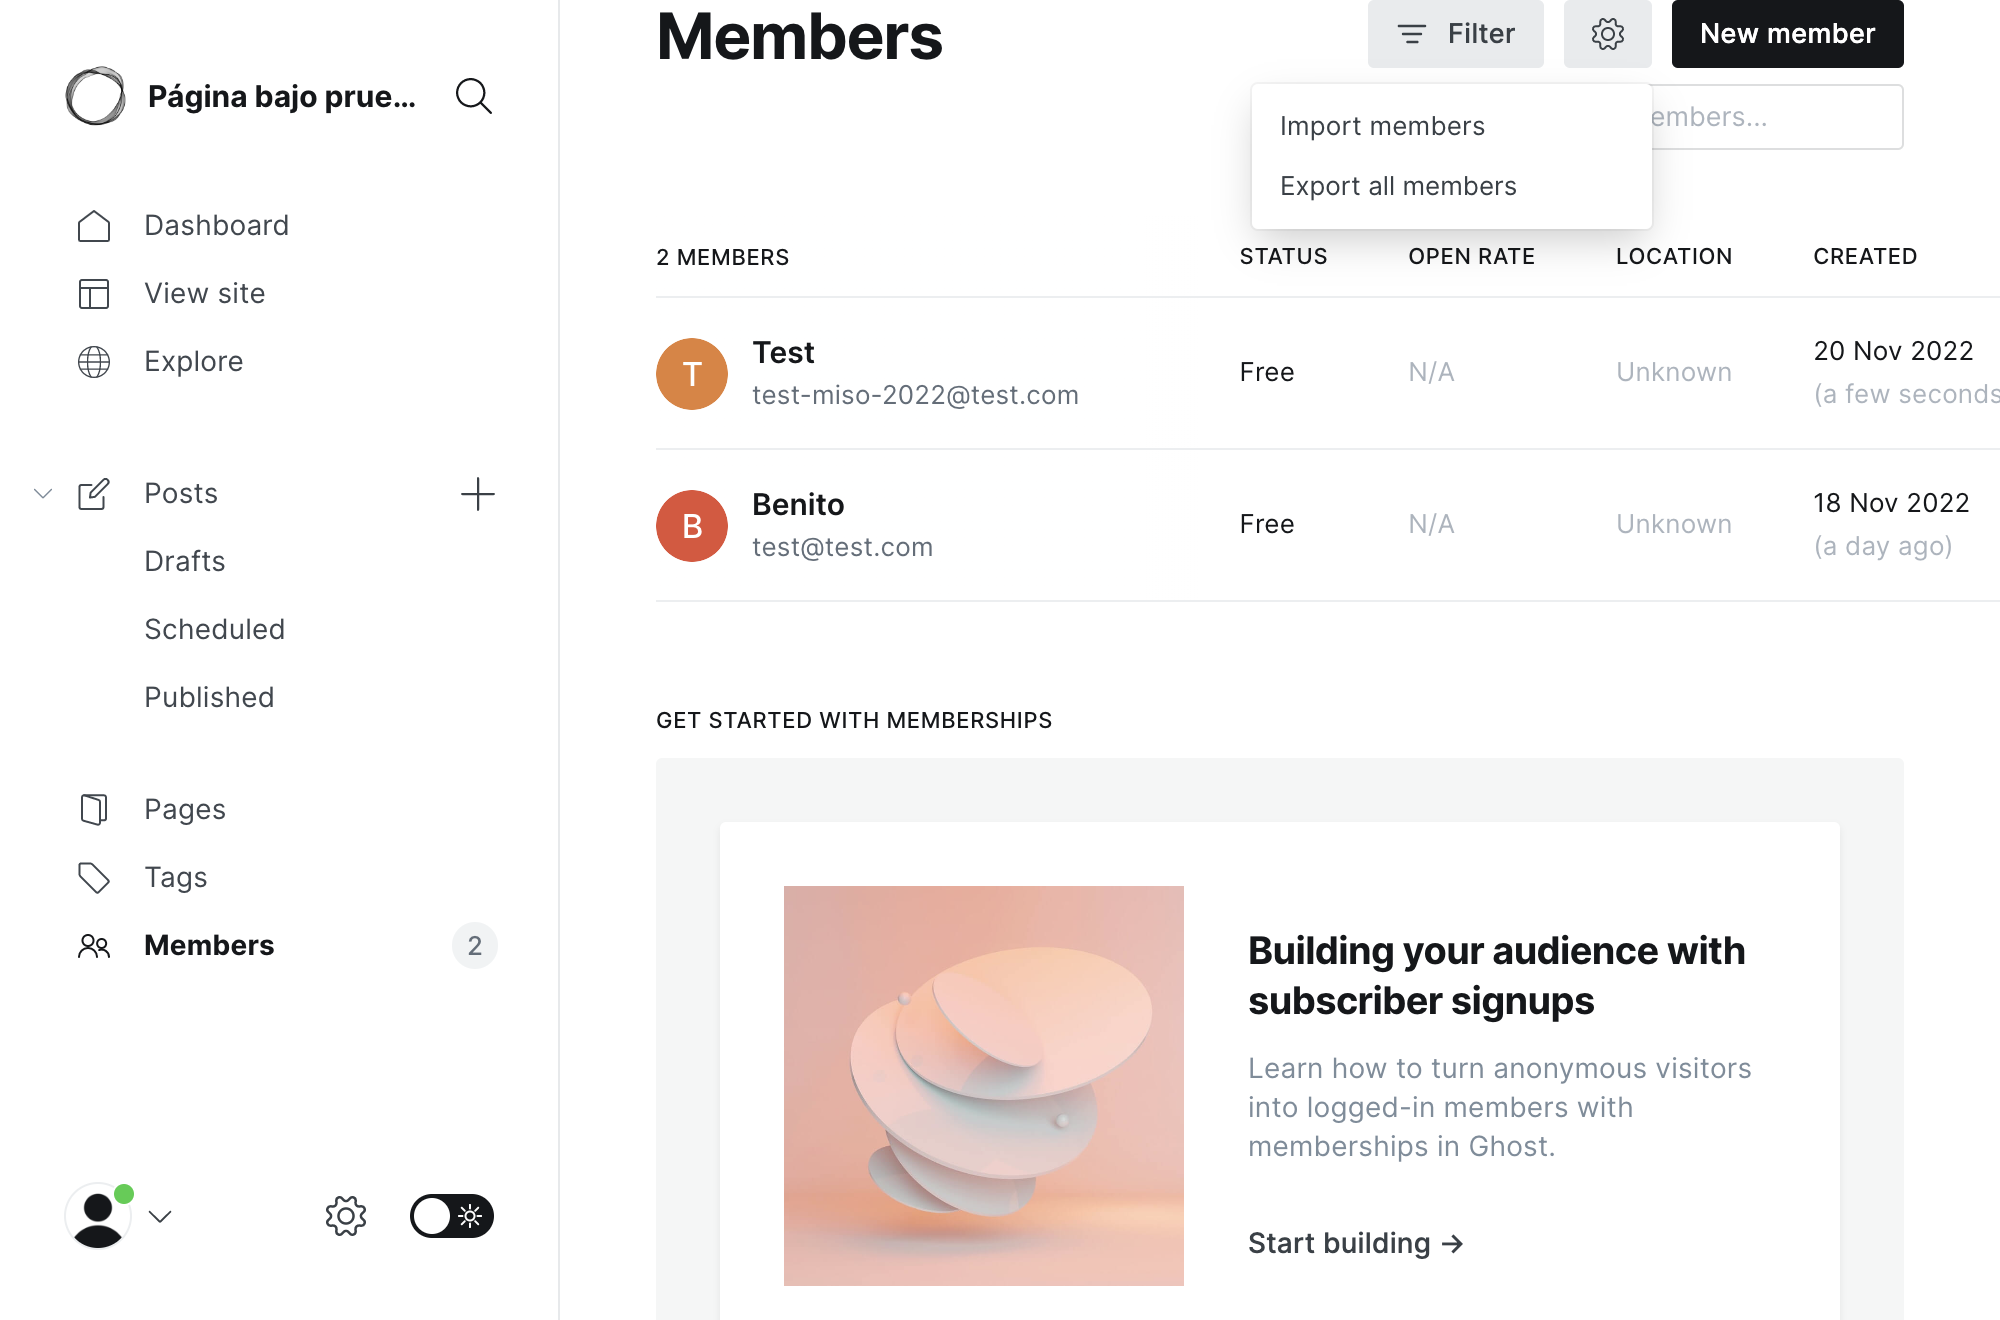 Página bajo prue...
Dashboard
View site
Explore
Posts
Drafts
Scheduled
Published
Pages
Tags
Members
2
Members
Filter
New member
Import members
Export all members
embers...
2 MEMBERS
STATUS
OPEN RATE
LOCATION
CREATED
T
Test
test-miso-2022@test.com
Free
N/A
Unknown
20 Nov 2022
(a few seconds
B
Benito
test@test.com
Free
N/A
Unknown
18 Nov 2022
(a day ago)
GET STARTED WITH MEMBERSHIPS
Building your audience with
subscriber signups
Learn how to turn anonymous visitors
into logged-in members with
memberships in Ghost.
Start building →